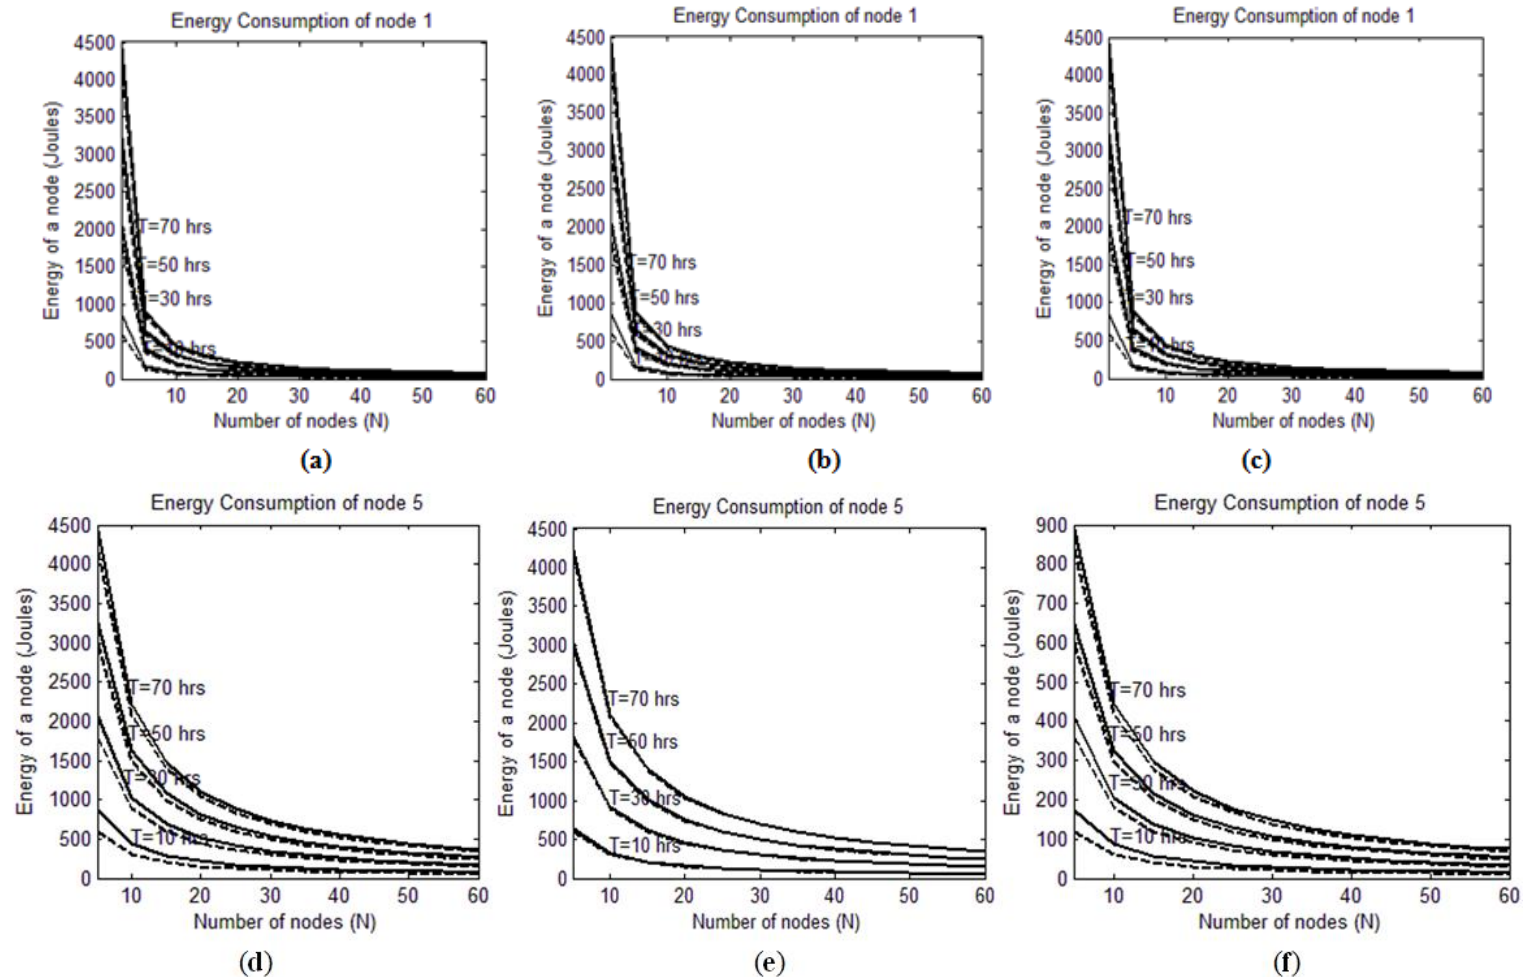 Energy Consumption of node 1
4500
4000
3500
3000
2500
2000
1500
1000
500
0
Energy of a node (Joules)
T=70 hrs
T=50 hrs
T=30 hrs
10 20 30 40 50 60
Number of nodes (N)
(a)
Energy Consumption of node 1
4500
4000
3500
3000
2500
2000
1500
1000
500
0
Energy of a node (Joules)
T=70 hrs
T=50 hrs
T=30 hrs
10 20 30 40 50 60
Number of nodes (N)
(b)
Energy Consumption of node 1
4500
4000
3500
3000
2500
2000
1500
1000
500
0
Energy of a node (Joules)
T=70 hrs
T=50 hrs
T=30 hrs
10 20 30 40 50 60
Number of nodes (N)
(c)
Energy Consumption of node 5
4500
4000
3500
3000
2500
2000
1500
1000
500
0
Energy of a node (Joules)
T=70 hrs
T=50 hrs
T=30 hrs
T=10 hrs
10 20 30 40 50 60
Number of nodes (N)
(d)
Energy Consumption of node 5
4500
4000
3500
3000
2500
2000
1500
1000
500
0
Energy of a node (Joules)
T=70 hrs
T=50 hrs
T=30 hrs
T=10 hrs
10 20 30 40 50 60
Number of nodes (N)
(e)
Energy Consumption of node 5
900
800
700
600
500
400
300
200
100
0
Energy of a node (Joules)
T=70 hrs
T=50 hrs
T=30 hrs
T=10 hrs
10 20 30 40 50 60
Number of nodes (N)
(f)